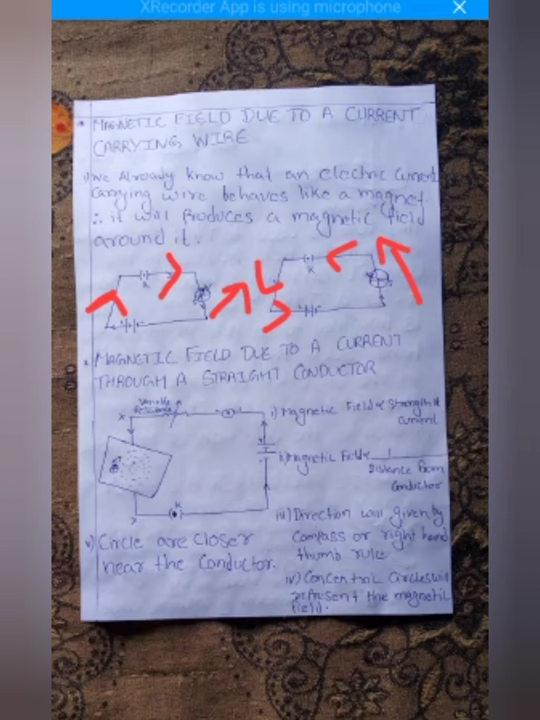 XRecorder App is using microphone
MAGNETIC FIELD DUE TO A CURRENT
CARRYING WIRE
i) We Already know that an electric current
carrying wire behaves like a magnet
∴ it will produces a magnetic field
around it.
K
K
MAGNETIC FIELD DUE TO A CURRENT
THROUGH A STRAIGHT CONDUCTOR
Variable
Resistance
X
K
Y
i) Magnetic Field ∝ Strength of
current
ii) Magnetic Field ∝ 1
Distance from
conductor
iii) Direction will given by
compass or right hand
thumb rule
iv) Concentral Circles will
represent the magnetic
field.
v) Circle are closer
near the Conductor.